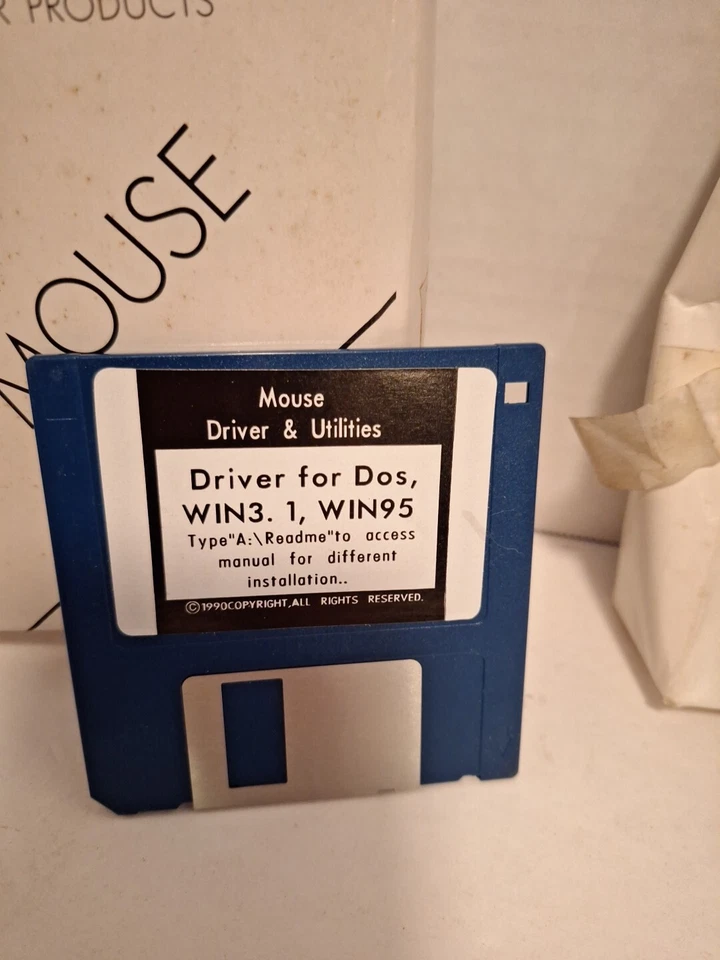 R PRODUCTS
MOUSE
Mouse
Driver & Utilities
Driver for Dos,
WIN3. 1, WIN95
Type"A:\Readme"to access
manual for different
installation..
©1990COPYRIGHT,ALL RIGHTS RESERVED.